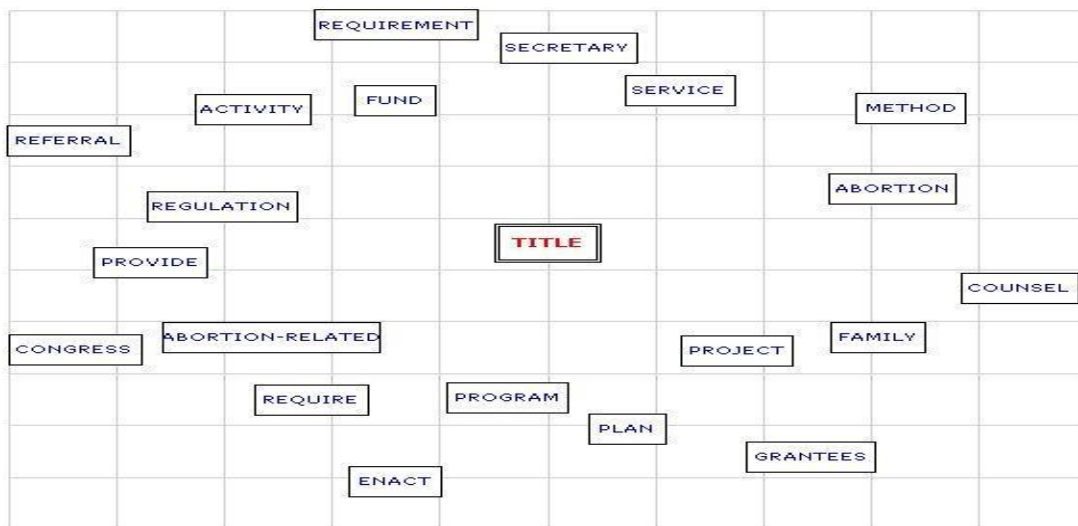 REQUIREMENT
SECRETARY
SERVICE
FUND
ACTIVITY
METHOD
REFERRAL
ABORTION
REGULATION
TITLE
PROVIDE
COUNSEL
ABORTION-RELATED
FAMILY
CONGRESS
PROJECT
PROGRAM
REQUIRE
PLAN
GRANTEES
ENACT